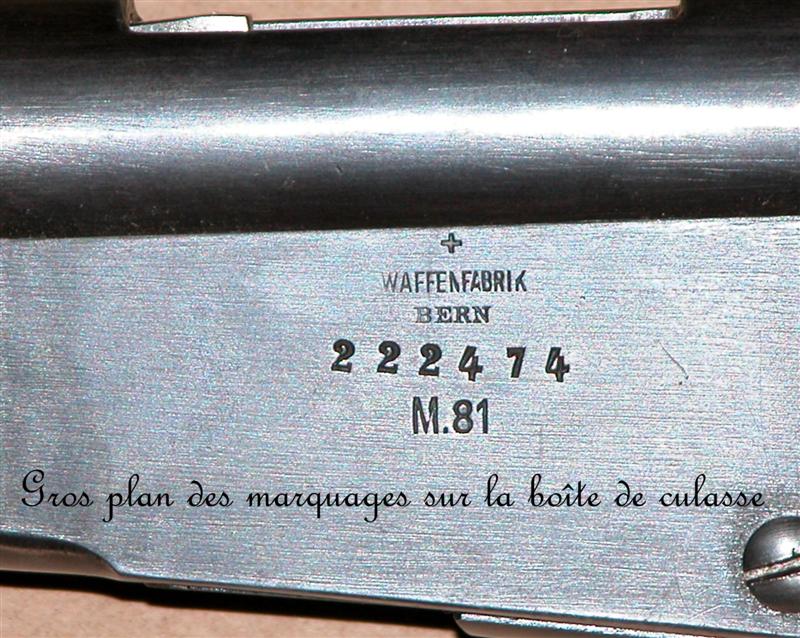 WAFFENFABRIK
BERN
222474
M.81
Gros plan des marquages sur la boîte de culasse